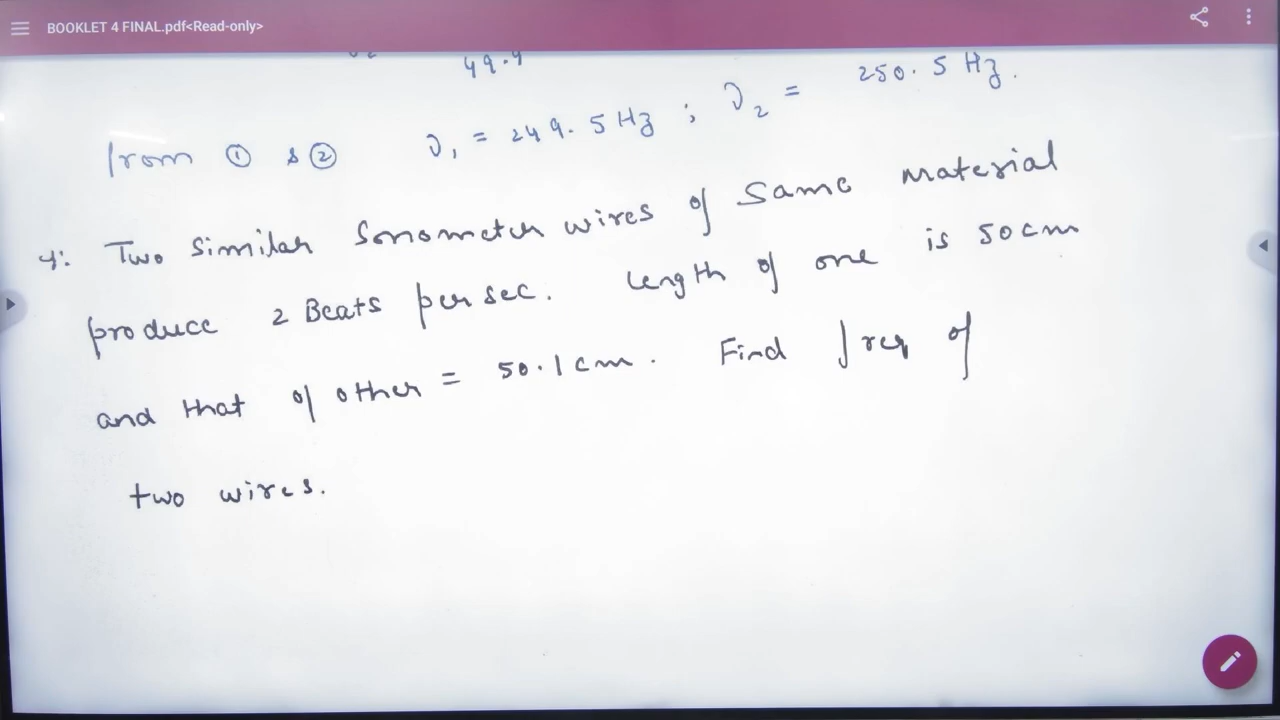 BOOKLET 4 FINAL.pdf<Read-only>
49.9
from ① & ② ν₁ = 249.5 Hz ; ν₂ = 250.5 Hz.
4: Two similar Sonometer wires of Same material
produce 2 Beats per sec. length of one is 50cm
and that of other = 50.1cm. Find freq of
two wires.